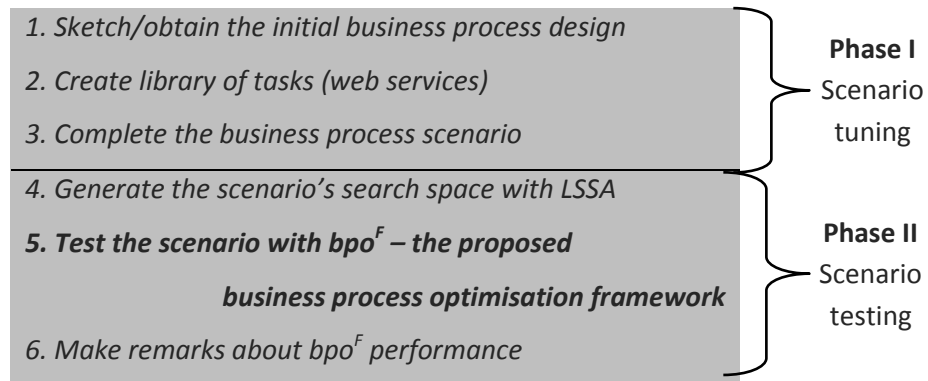 1. Sketch/obtain the initial business process design
2. Create library of tasks (web services)
3. Complete the business process scenario
Phase I
Scenario
tuning
4. Generate the scenario's search space with LSSA
5. Test the scenario with bpo^F – the proposed
business process optimisation framework
6. Make remarks about bpo^F performance
Phase II
Scenario
testing